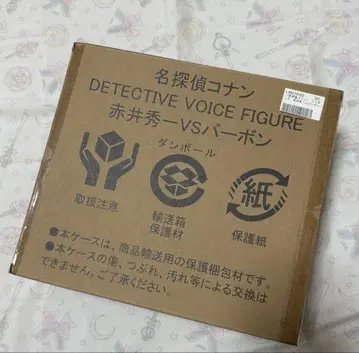 名探偵コナン
DETECTIVE VOICE FIGURE
赤井秀一VSバーボン
ダンボール
紙
取扱注意
輸送箱
保護材
保護紙
●本ケースは、商品輸送用の保護梱包材です。
●本ケースの傷、つぶれ、汚れ等による交換は
できません。ご了承ください。